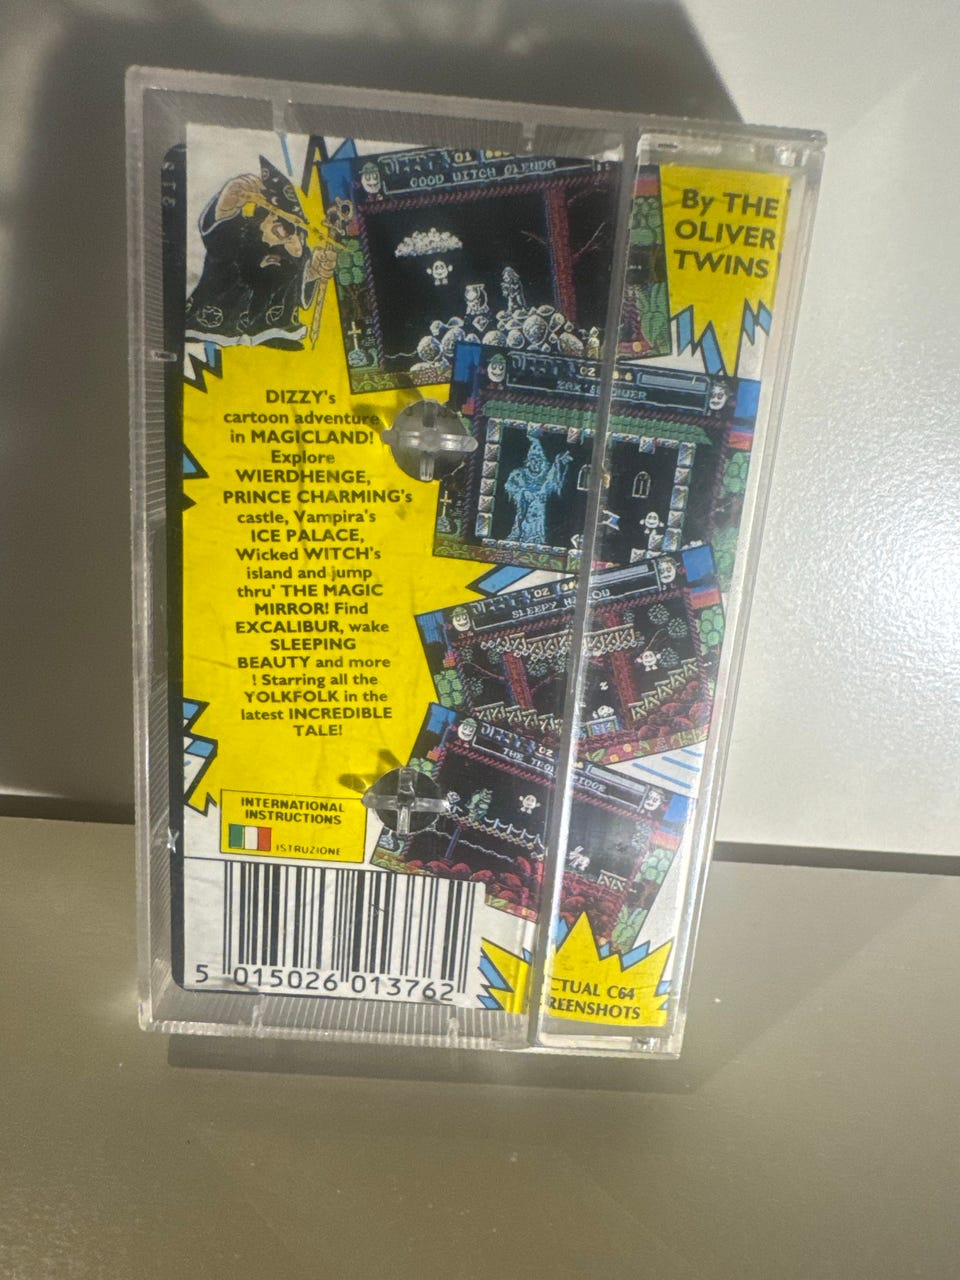 By THE
OLIVER
TWINS
GOOD WITCH GLENDA
DIZZY's
cartoon adventure
in MAGICLAND!
Explore
WIERDHENGE,
PRINCE CHARMING's
castle, Vampira's
ICE PALACE,
Wicked WITCH's
island and jump
thru' THE MAGIC
MIRROR! Find
EXCALIBUR, wake
SLEEPING
BEAUTY and more
! Starring all the
YOLKFOLK in the
latest INCREDIBLE
TALE!
SLEEPY
THE
INTERNATIONAL
INSTRUCTIONS
ISTRUZIONE
5 015026 013762
CTUAL C64
REENSHOTS